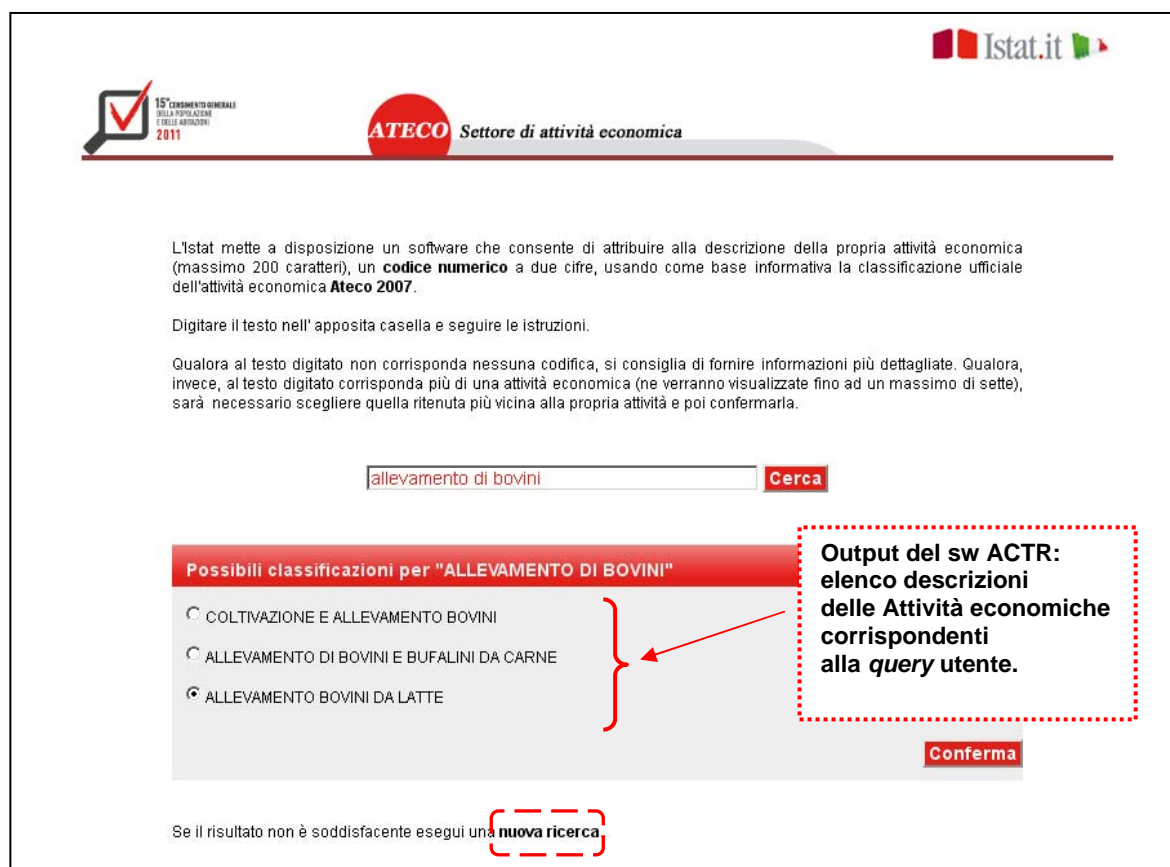 Istat.it
15° CENSIMENTO GENERALE
DELLA POPOLAZIONE
E DELLE ABITAZIONI
2011
ATECO Settore di attività economica
L'Istat mette a disposizione un software che consente di attribuire alla descrizione della propria attività economica
(massimo 200 caratteri), un codice numerico a due cifre, usando come base informativa la classificazione ufficiale
dell'attività economica Ateco 2007.
Digitare il testo nell' apposita casella e seguire le istruzioni.
Qualora al testo digitato non corrisponda nessuna codifica, si consiglia di fornire informazioni più dettagliate. Qualora,
invece, al testo digitato corrisponda più di una attività economica (ne verranno visualizzate fino ad un massimo di sette),
sarà necessario scegliere quella ritenuta più vicina alla propria attività e poi confermarla.
allevamento di bovini Cerca
Possibili classificazioni per "ALLEVAMENTO DI BOVINI"
COLTIVAZIONE E ALLEVAMENTO BOVINI
ALLEVAMENTO DI BOVINI E BUFALINI DA CARNE
ALLEVAMENTO BOVINI DA LATTE
Output del sw ACTR:
elenco descrizioni
delle Attività economiche
corrispondenti
alla query utente.
Conferma
Se il risultato non è soddisfacente esegui una nuova ricerca